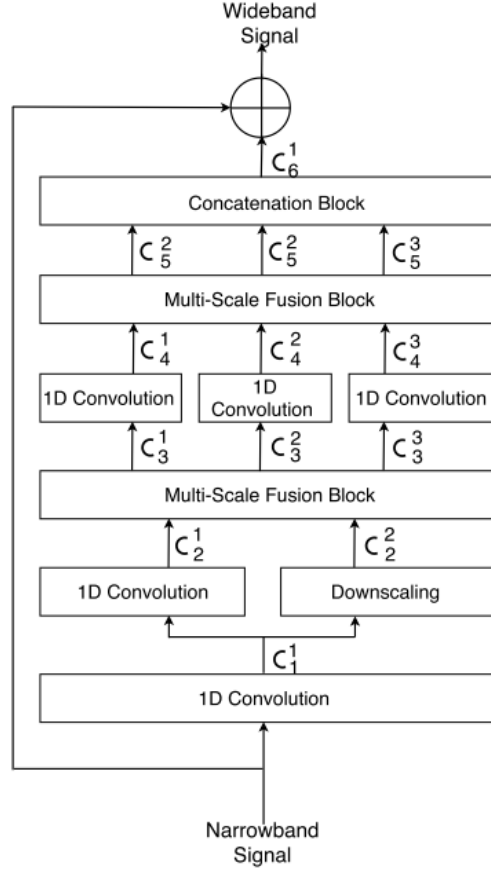 Wideband
Signal
C_6^1
Concatenation Block
C_5^2 C_5^2 C_5^3
Multi-Scale Fusion Block
C_4^1 C_4^2 C_4^3
1D Convolution 1D Convolution 1D Convolution
C_3^1 C_3^2 C_3^3
Multi-Scale Fusion Block
C_2^1 C_2^2
1D Convolution Downscaling
C_1^1
1D Convolution
Narrowband
Signal